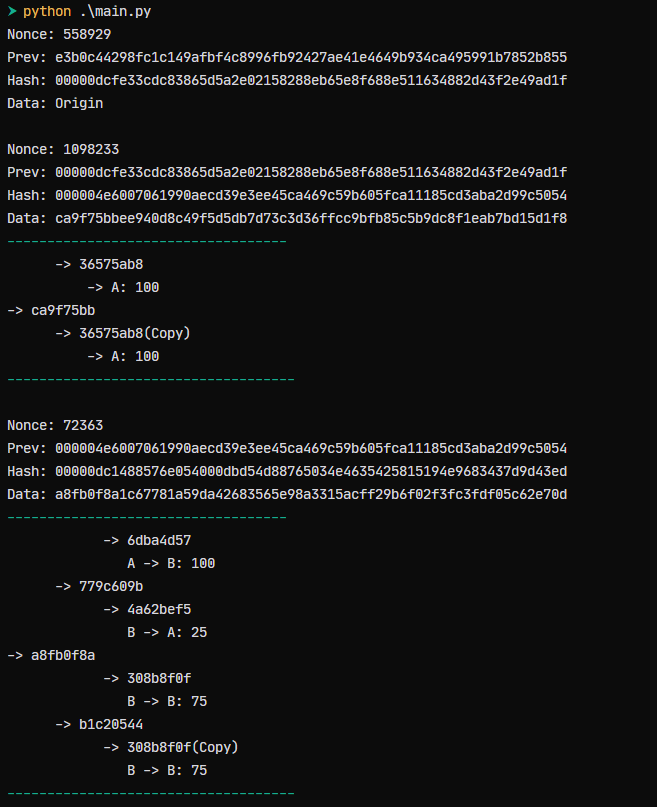 ➤ python .\main.py
Nonce: 558929
Prev: e3b0c44298fc1c149afbf4c8996fb92427ae41e4649b934ca495991b7852b855
Hash: 00000dcfe33cdc83865d5a2e02158288eb65e8f688e511634882d43f2e49ad1f
Data: Origin

Nonce: 1098233
Prev: 00000dcfe33cdc83865d5a2e02158288eb65e8f688e511634882d43f2e49ad1f
Hash: 000004e6007061990aecd39e3ee45ca469c59b605fca11185cd3aba2d99c5054
Data: ca9f75bbee940d8c49f5d5db7d73c3d36ffcc9bfb85c5b9dc8f1eab7bd15d1f8
-----------------------------------
      -> 36575ab8
          -> A: 100
-> ca9f75bb
      -> 36575ab8(Copy)
          -> A: 100
------------------------------------

Nonce: 72363
Prev: 000004e6007061990aecd39e3ee45ca469c59b605fca11185cd3aba2d99c5054
Hash: 00000dc1488576e054000dbd54d88765034e4635425815194e9683437d9d43ed
Data: a8fb0f8a1c67781a59da42683565e98a3315acff29b6f02f3fc3fdf05c62e70d
-----------------------------------
            -> 6dba4d57
               A -> B: 100
      -> 779c609b
            -> 4a62bef5
               B -> A: 25
-> a8fb0f8a
            -> 308b8f0f
               B -> B: 75
      -> b1c20544
            -> 308b8f0f(Copy)
               B -> B: 75
------------------------------------